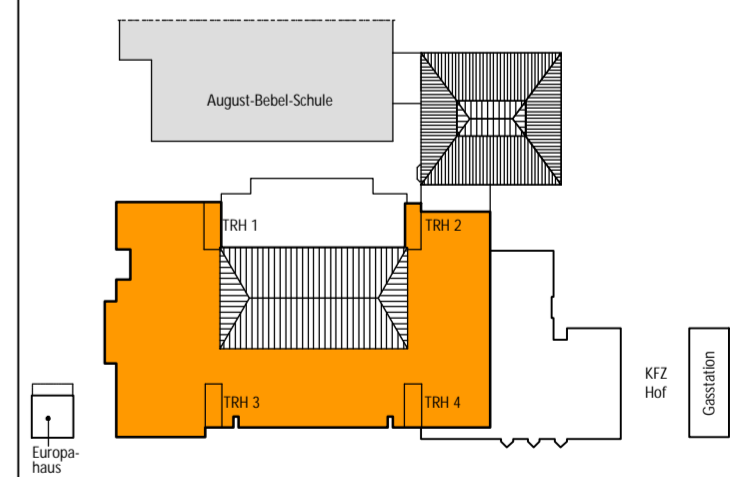 August-Bebel-Schule
TRH 1
TRH 2
TRH 3
TRH 4
KFZ
Hof
Gasstation
Europa-
haus